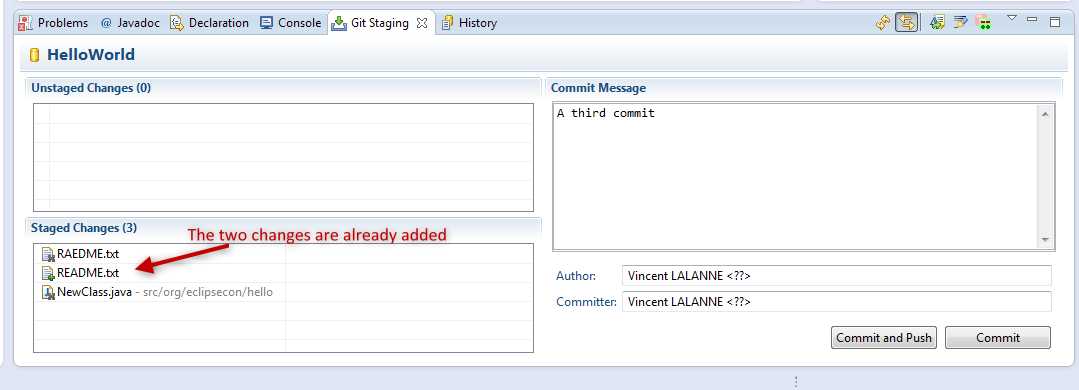 Problems @ Javadoc Declaration Console Git Staging History
HelloWorld
Unstaged Changes (0)
Commit Message
A third commit
Staged Changes (3)
The two changes are already added
RAEDME.txt
README.txt
NewClass.java - src/org/eclipsecon/hello
Author: Vincent LALANNE <??>
Committer: Vincent LALANNE <??>
Commit and Push Commit